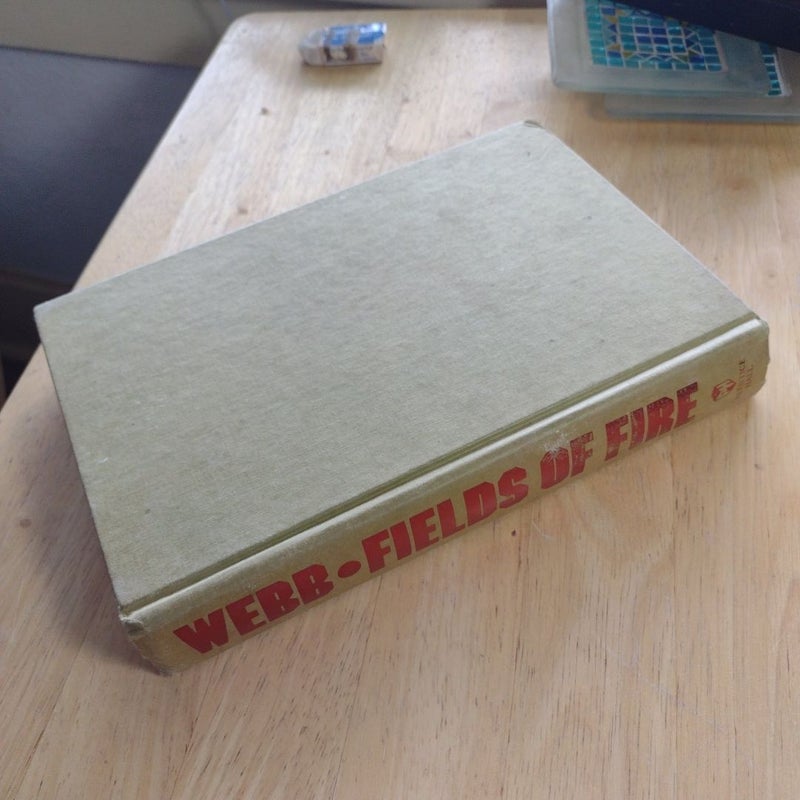 WEBB • FIELDS OF FIRE